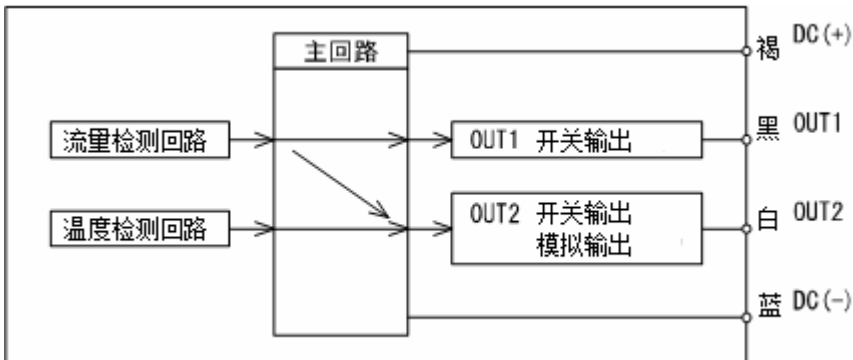 主回路
褐 DC(+)
流量检测回路
OUT1 开关输出
黑 OUT1
温度检测回路
OUT2 开关输出
模拟输出
白 OUT2
蓝 DC(-)